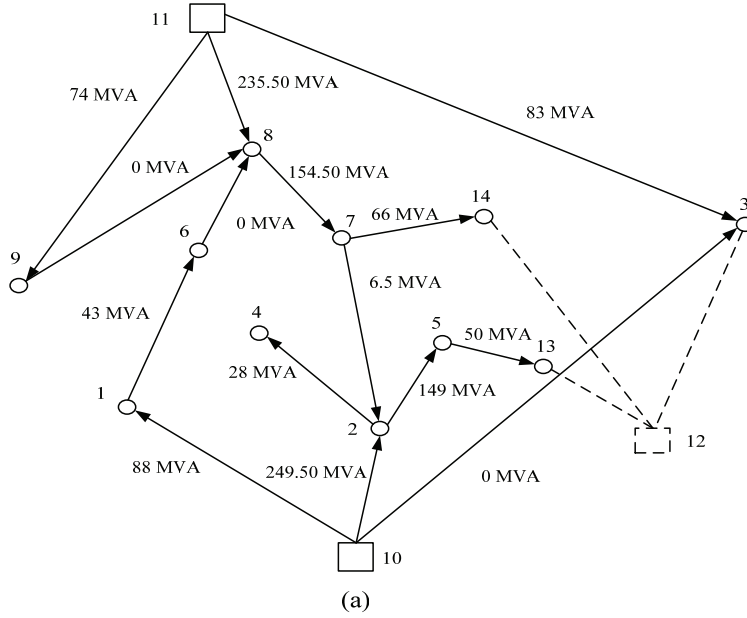 11
74 MVA
235.50 MVA
83 MVA
8
0 MVA
154.50 MVA
14
3
6
0 MVA
7
66 MVA
9
6.5 MVA
43 MVA
4
5
50 MVA
13
28 MVA
149 MVA
1
2
12
88 MVA
249.50 MVA
0 MVA
10
(a)